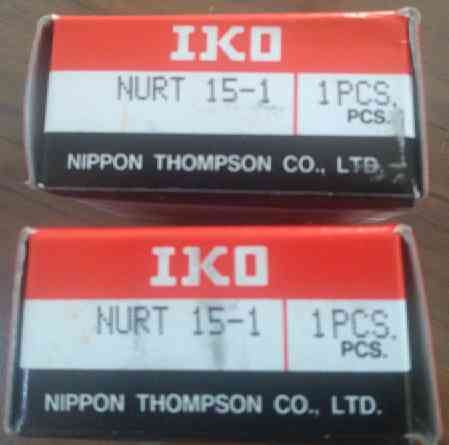 IKO
NURT 15-1 1PCS.
PCS.
NIPPON THOMPSON CO., LTD.
IKO
NURT 15-1 1PCS.
PCS.
NIPPON THOMPSON CO., LTD.